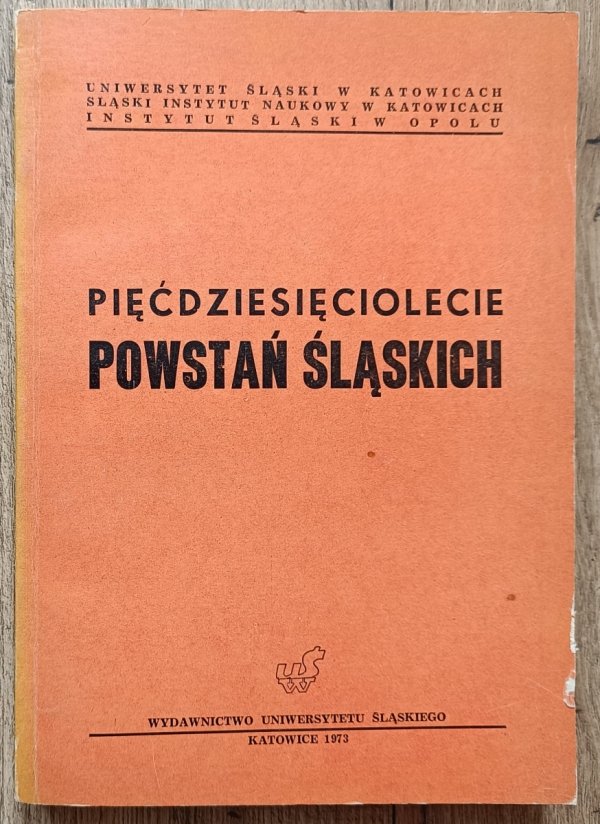 UNIWERSYTET ŚLĄSKI W KATOWICACH
ŚLĄSKI INSTYTUT NAUKOWY W KATOWICACH
INSTYTUT ŚLĄSKI W OPOLU
PIĘĆDZIESIĘCIOLECIE
POWSTAŃ ŚLĄSKICH
UŚ
W
WYDAWNICTWO UNIWERSYTETU ŚLĄSKIEGO
KATOWICE 1973